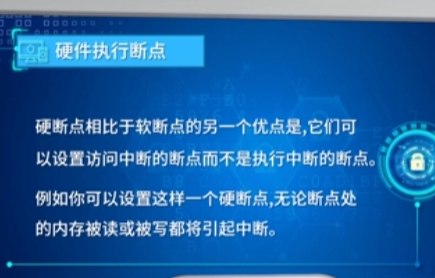 硬件执行断点
硬断点相比于软断点的另一个优点是,它们可
以设置访问中断的断点而不是执行中断的断点。
例如你可以设置这样一个硬断点,无论断点处
的内存被读或被写都将引起中断。